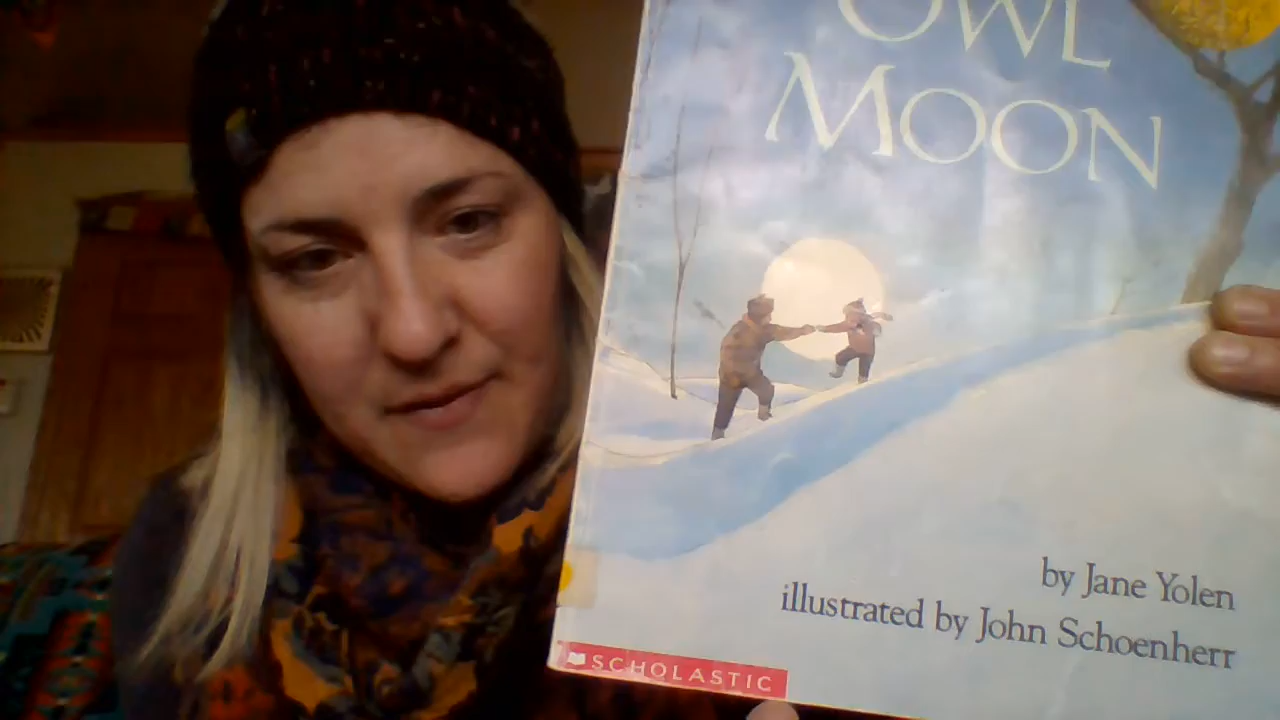 OWL
MOON
by Jane Yolen
illustrated by John Schoenherr
SCHOLASTIC